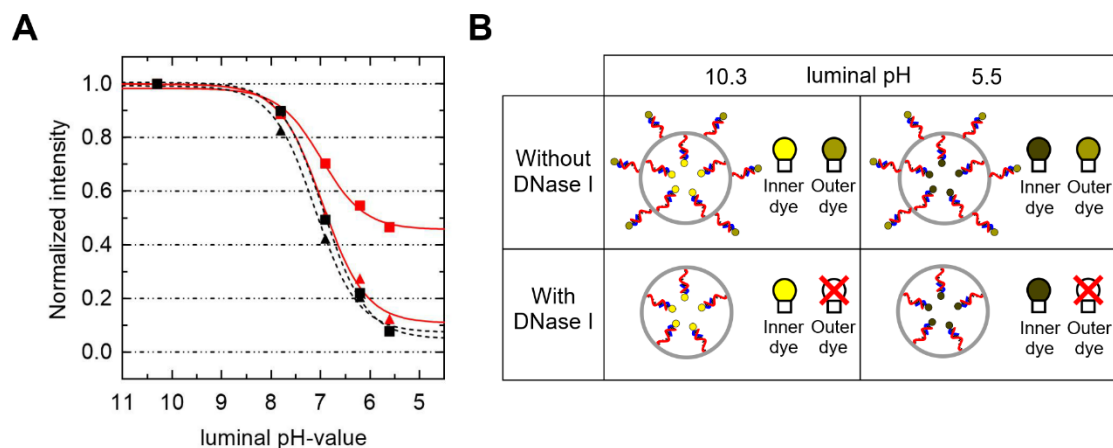 A
Normalized intensity
1.0
0.8
0.6
0.4
0.2
0.0
11 10 9 8 7 6 5
luminal pH-value
B
10.3 luminal pH 5.5
Without
DNase I
Inner
dye
Outer
dye
Inner
dye
Outer
dye
With
DNase I
Inner
dye
Outer
dye
Inner
dye
Outer
dye